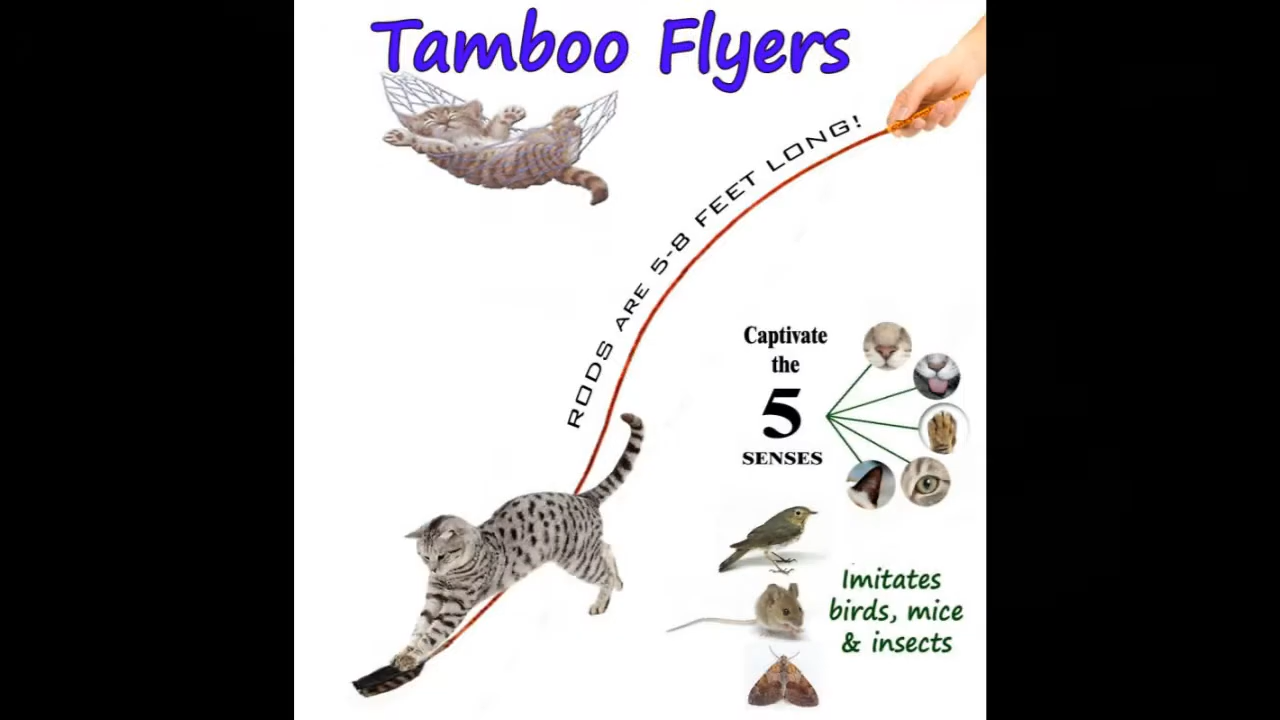 Tamboo Flyers
RODS ARE 5-8 FEET LONG!
Captivate
the
5
SENSES
Imitates
birds, mice
& insects